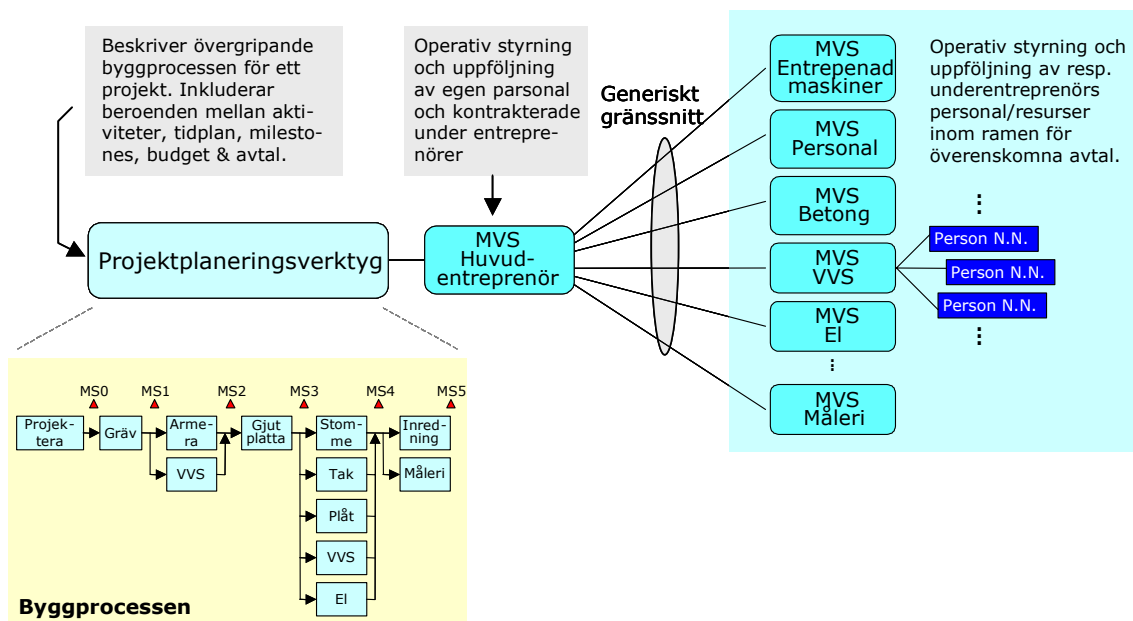 Beskriver övergripande
byggprocessen för ett
projekt. Inkluderar
beroenden mellan akti-
viteter, tidplan, milesto-
nes, budget & avtal.
Operativ styrning
och uppföljning
av egen parsonal
och kontrakterade
under entrepre-
nörer
Generiskt
gränssnitt
MVS
Entrepenad
maskiner
MVS
Personal
MVS
Betong
MVS
VVS
MVS
El
⋮
MVS
Måleri
Operativ styrning och
uppföljning av resp.
underentreprenörs
personal/resurser
inom ramen för
överenskomna avtal.
⋮
Person N.N.
Person N.N.
Person N.N.
⋮
Projektplaneringsverktyg
MVS
Huvud-
entreprenör
MS0
MS1
MS2
MS3
MS4
MS5
Projek-
tera
Gräv
Arme-
ra
Gjut
platta
Stom-
me
Inred-
ning
VVS
Tak
Måleri
Plåt
VVS
El
Byggprocessen